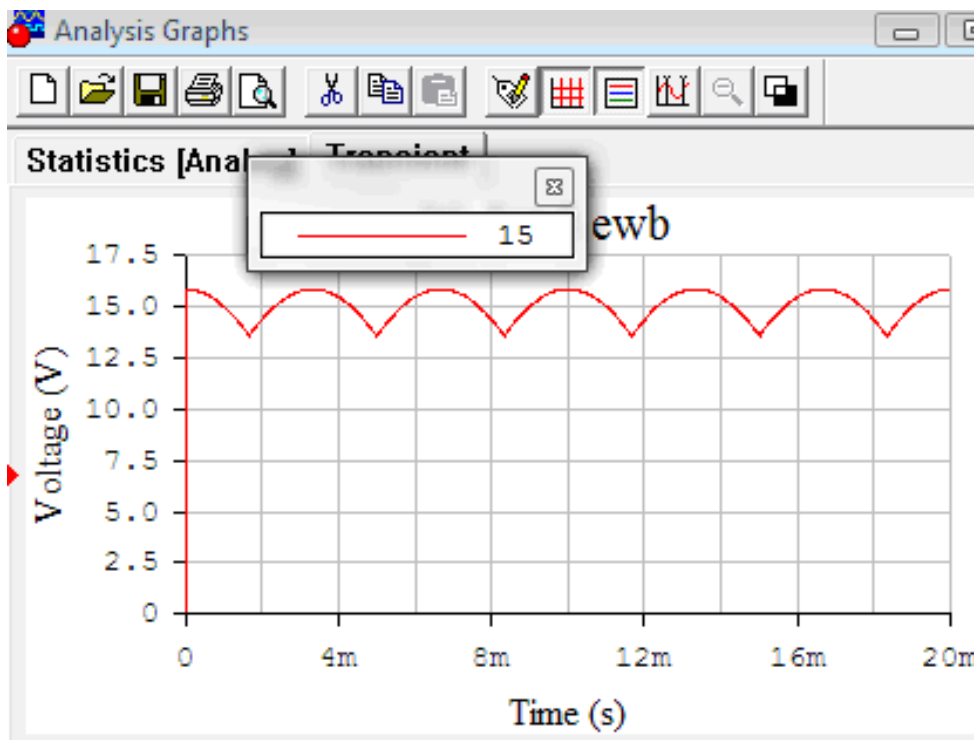 Analysis Graphs
Statistics [Anal
Transient
15
ewb
17.5
15.0
12.5
10.0
7.5
5.0
2.5
0
Voltage (V)
0 4m 8m 12m 16m 20m
Time (s)